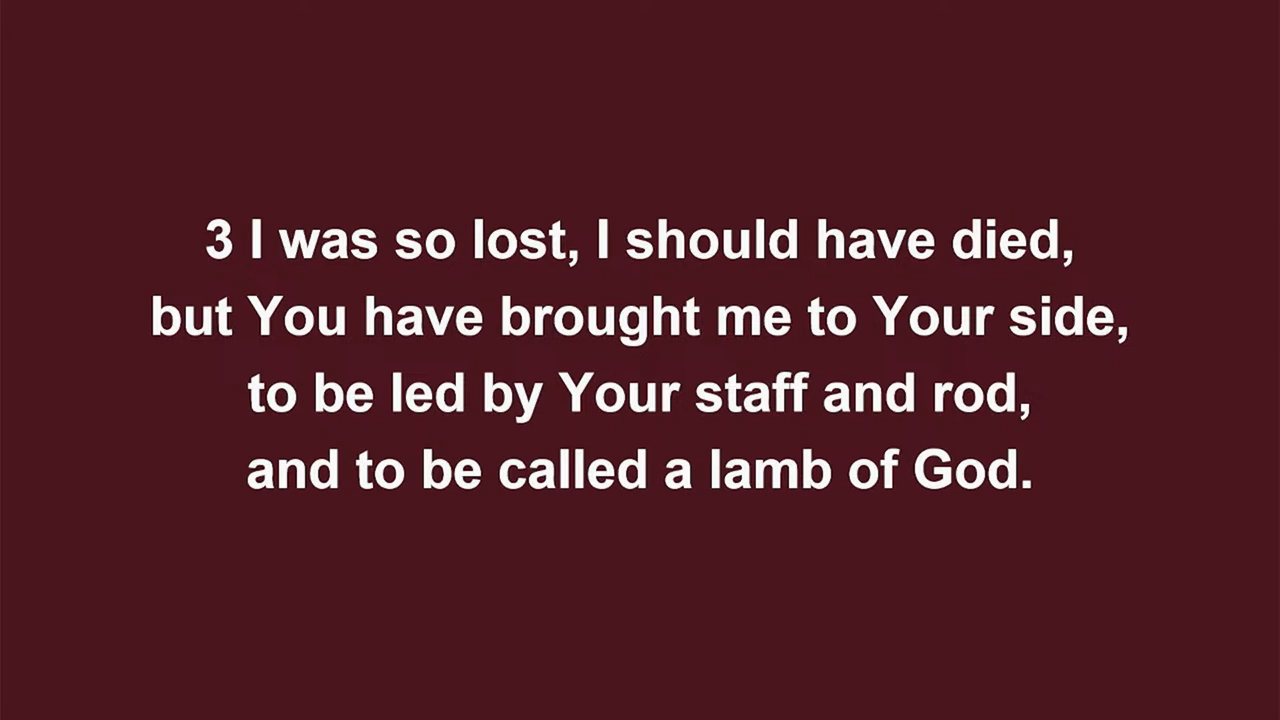 3 I was so lost, I should have died,
but You have brought me to Your side,
to be led by Your staff and rod,
and to be called a lamb of God.